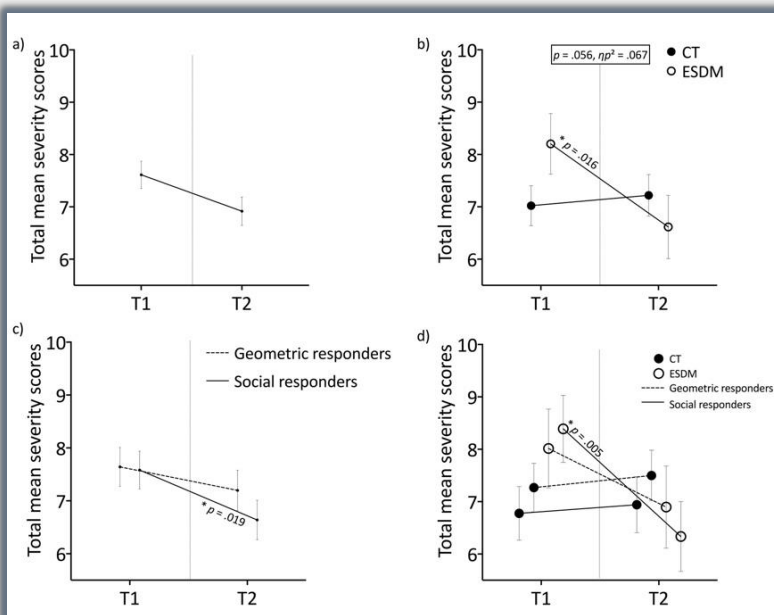 a)
Total mean severity scores
10
9
8
7
6
T1 T2
b)
p = .056, ηp² = .067
CT
ESDM
Total mean severity scores
10
9
8
7
6
* p = .016
T1 T2
c)
Geometric responders
Social responders
Total mean severity scores
10
9
8
7
6
* p = .019
T1 T2
d)
CT
ESDM
Geometric responders
Social responders
Total mean severity scores
10
9
8
7
6
* p = .005
T1 T2